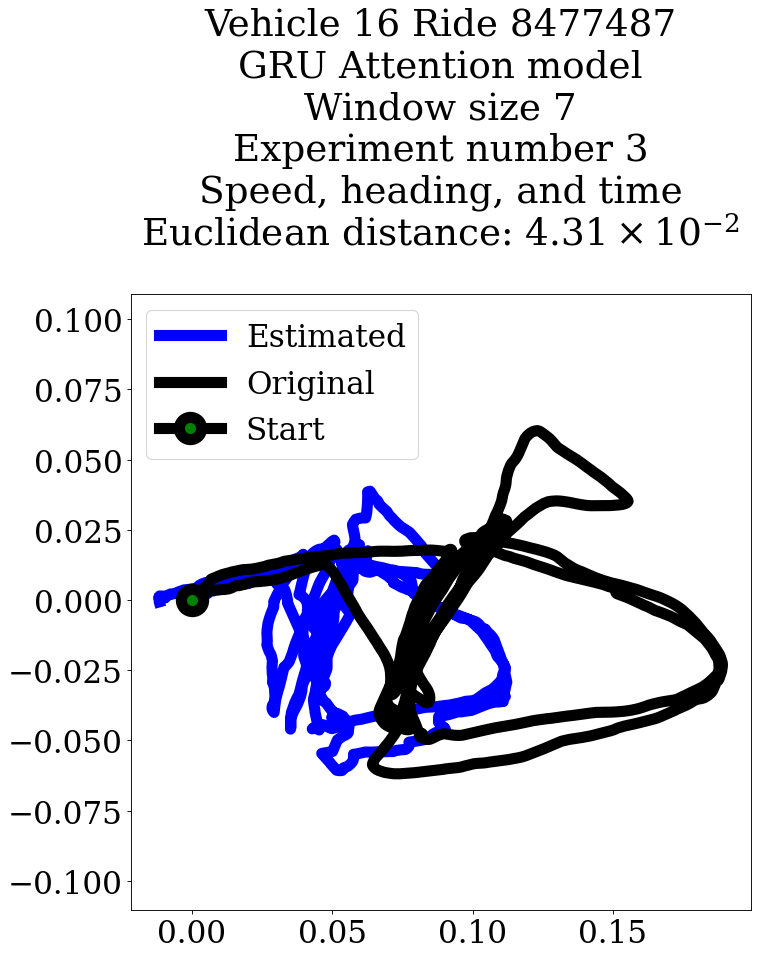 Vehicle 16 Ride 8477487
GRU Attention model
Window size 7
Experiment number 3
Speed, heading, and time
Euclidean distance: 4.31 × 10⁻²
Estimated
Original
Start
0.100
0.075
0.050
0.025
0.000
−0.025
−0.050
−0.075
−0.100
0.00 0.05 0.10 0.15